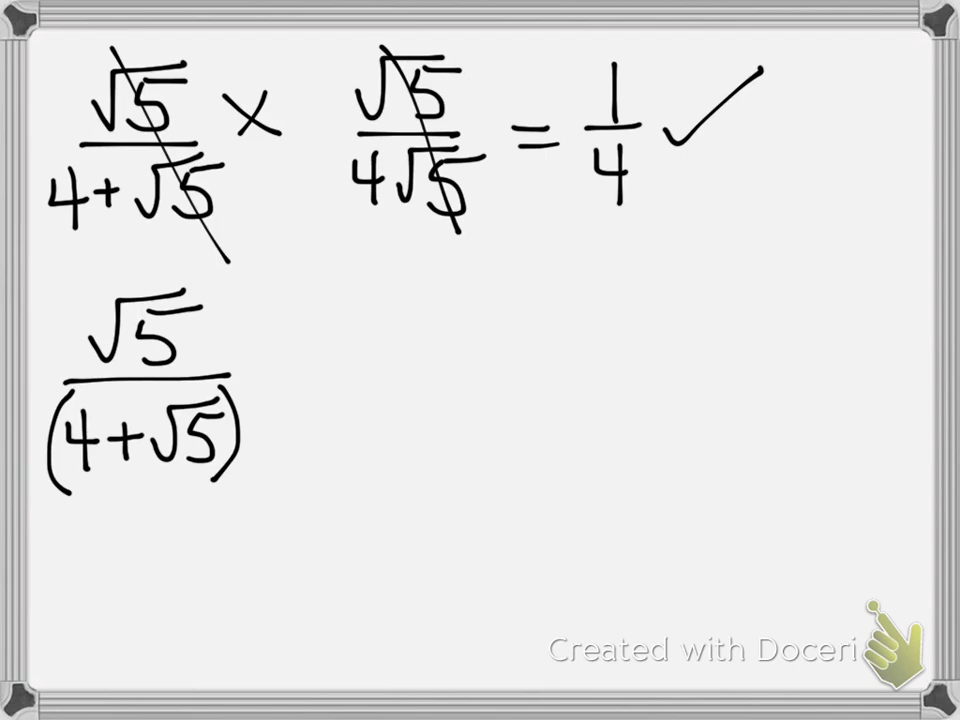 √5/(4+√5) × √5/(4√5) = 1/4 ✓
√5/(4+√5)
Created with Doceri